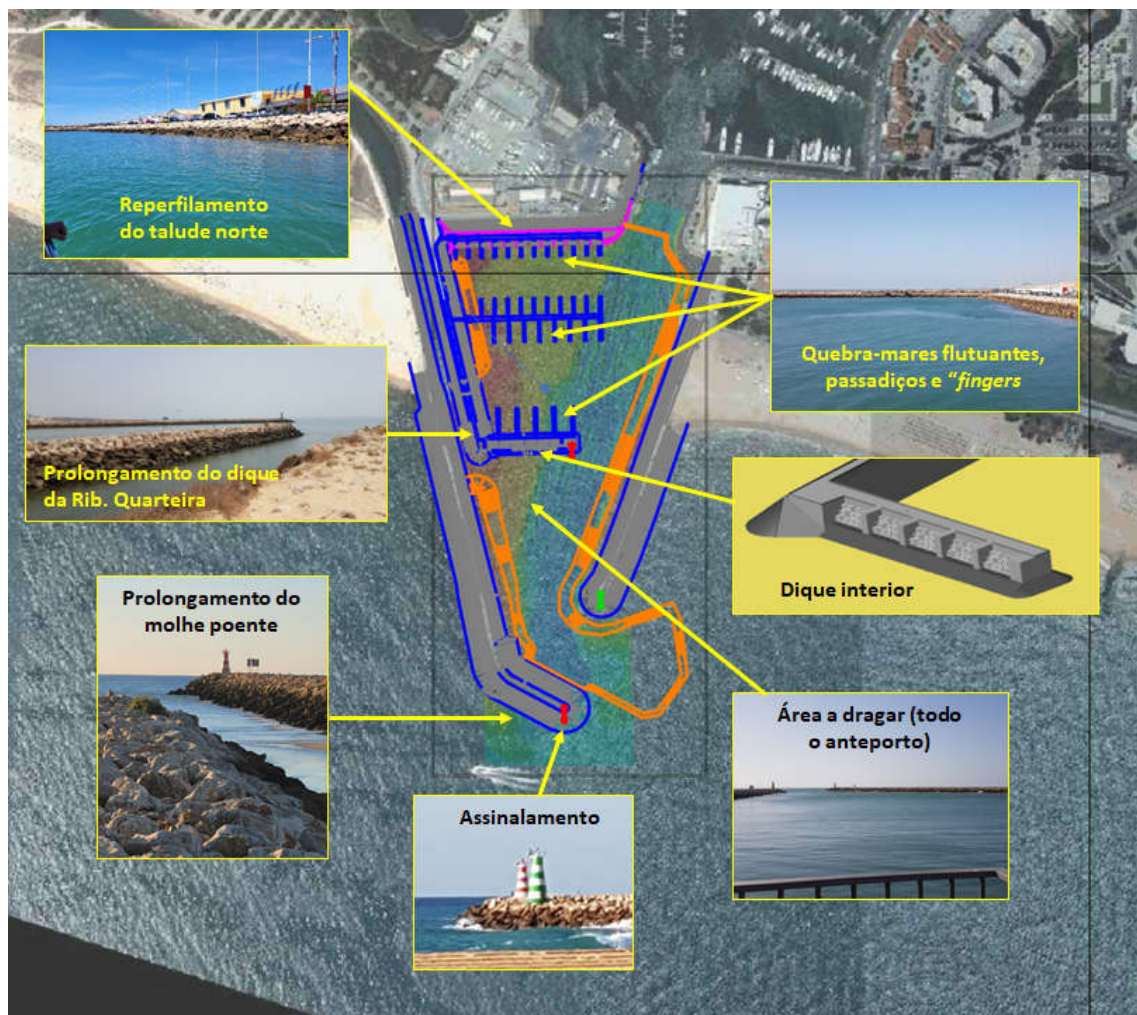 Reperfilamento
do talude norte
Quebra-mares flutuantes,
passadiços e “fingers
Prolongamento do dique
da Rib. Quarteira
Dique interior
Prolongamento do
molhe poente
Área a dragar (todo
o anteporto)
Assinalamento